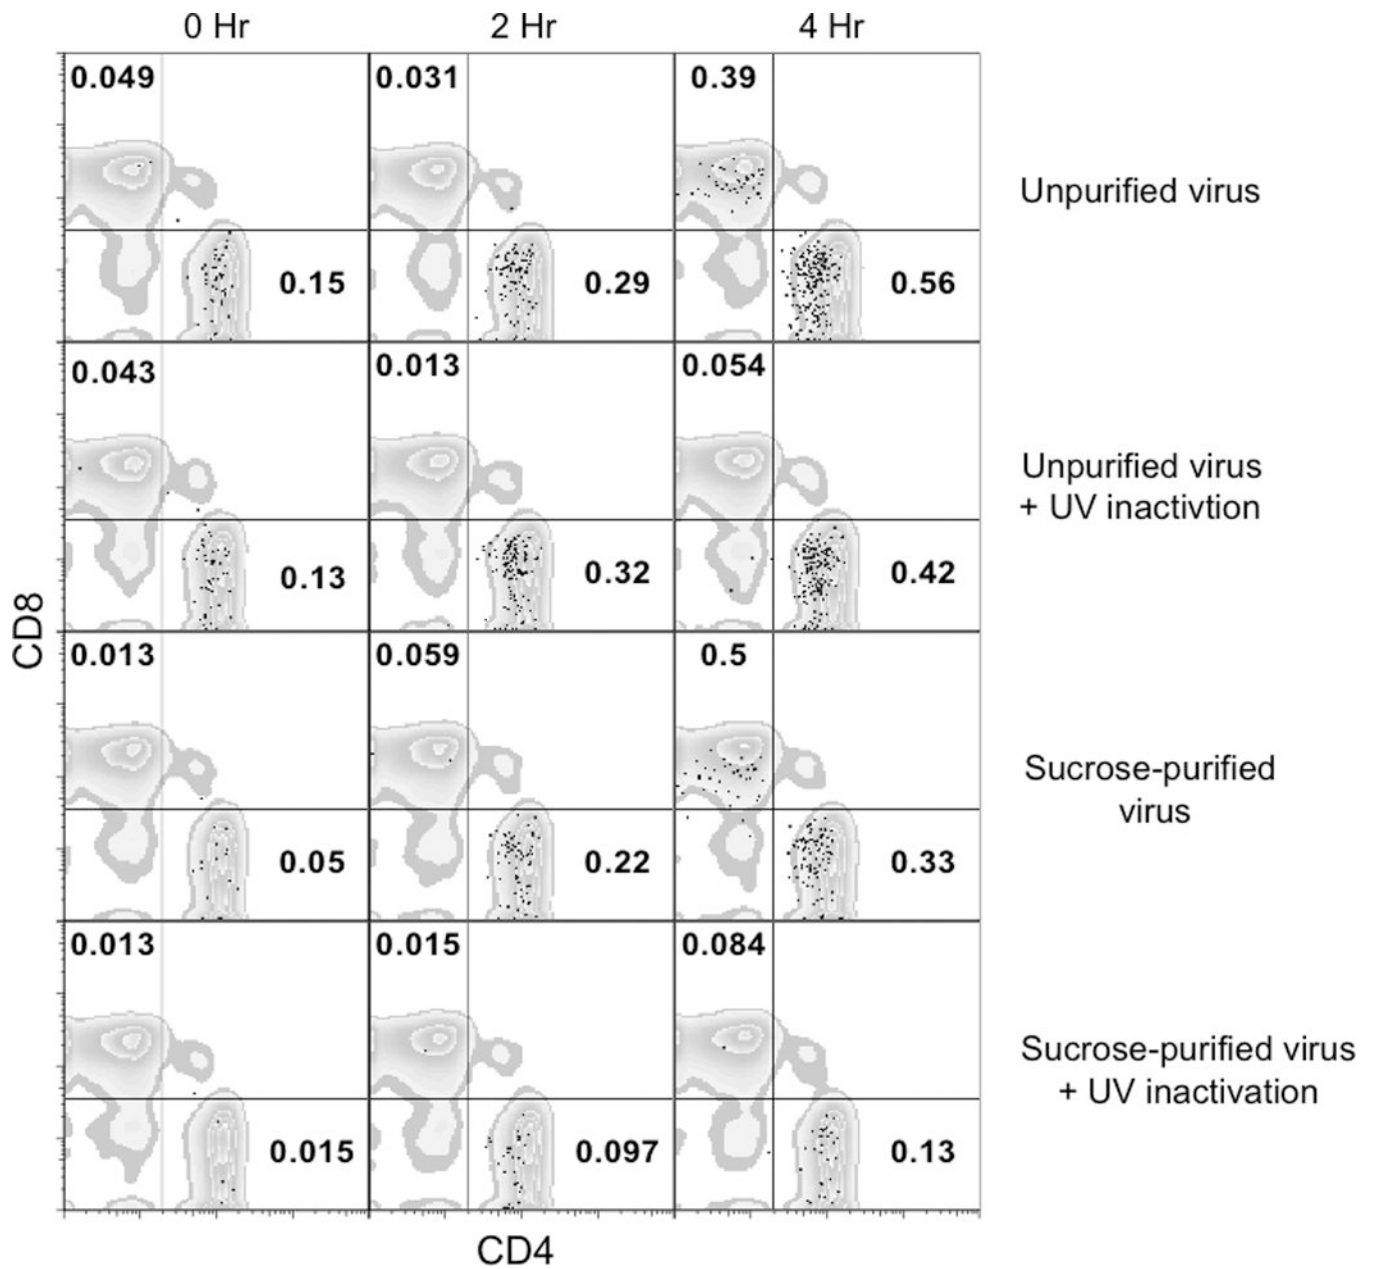 0 Hr 2 Hr 4 Hr
0.049 0.031 0.39
Unpurified virus
0.15 0.29 0.56
0.043 0.013 0.054
Unpurified virus
+ UV inactivtion
0.13 0.32 0.42
CD8
0.013 0.059 0.5
Sucrose-purified
virus
0.05 0.22 0.33
0.013 0.015 0.084
Sucrose-purified virus
+ UV inactivation
0.015 0.097 0.13
CD4